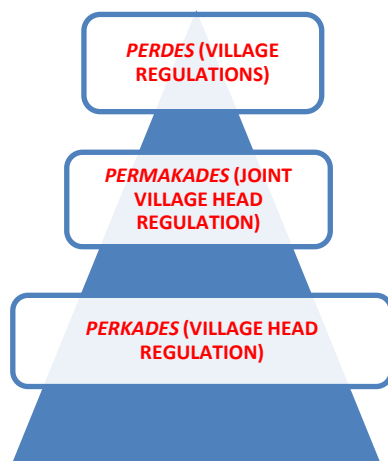 PERDES (VILLAGE
REGULATIONS)
PERMAKADES (JOINT
VILLAGE HEAD
REGULATION)
PERKADES (VILLAGE HEAD
REGULATION)